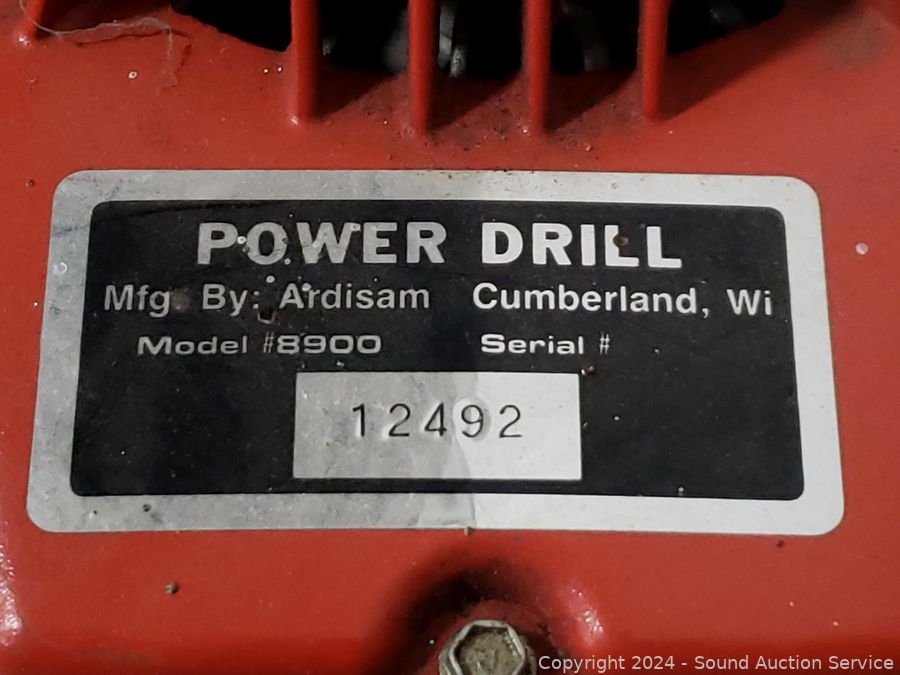 POWER DRILL
Mfg. By: Ardisam Cumberland, Wi
Model #8900 Serial #
12492
Copyright 2024 - Sound Auction Service